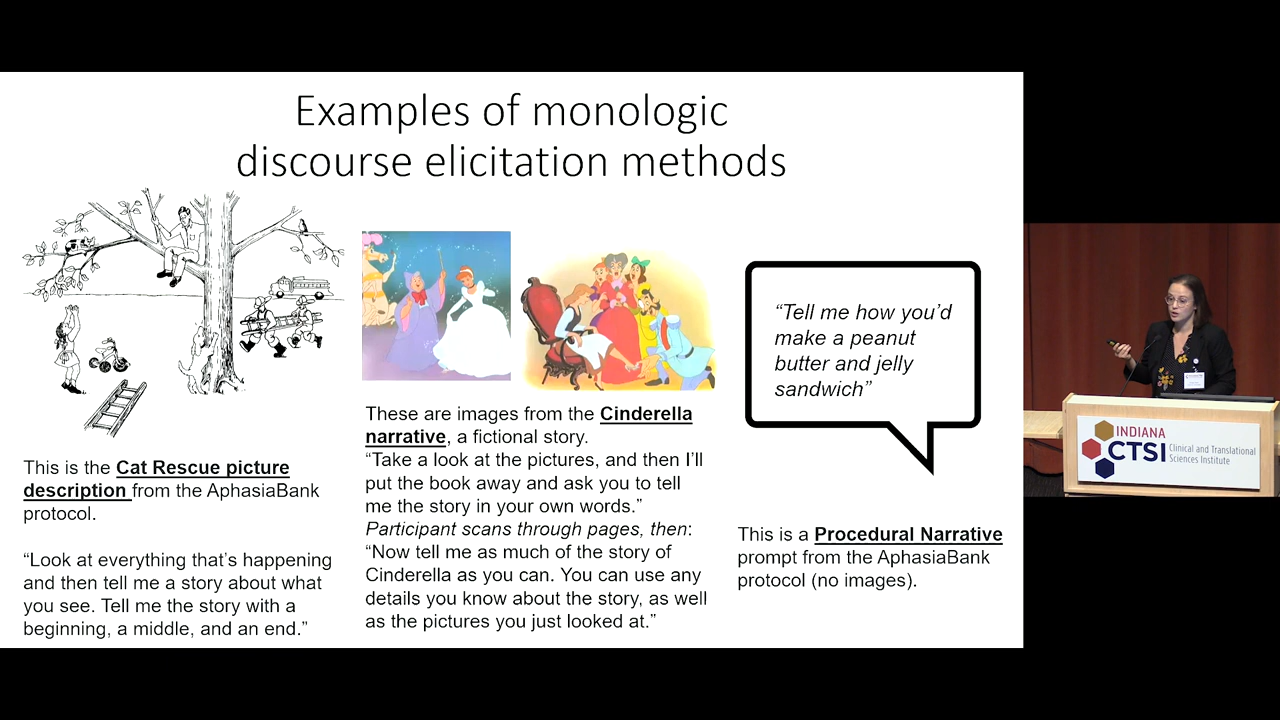 Examples of monologic
discourse elicitation methods
This is the Cat Rescue picture
description from the AphasiaBank
protocol.
“Look at everything that’s happening
and then tell me a story about what
you see. Tell me the story with a
beginning, a middle, and an end.”
These are images from the Cinderella
narrative, a fictional story.
“Take a look at the pictures, and then I’ll
put the book away and ask you to tell
me the story in your own words.”
Participant scans through pages, then:
“Now tell me as much of the story of
Cinderella as you can. You can use any
details you know about the story, as well
as the pictures you just looked at.”
“Tell me how you’d
make a peanut
butter and jelly
sandwich”
This is a Procedural Narrative
prompt from the AphasiaBank
protocol (no images).
INDIANA
CTSI
Clinical and Translational
Sciences Institute